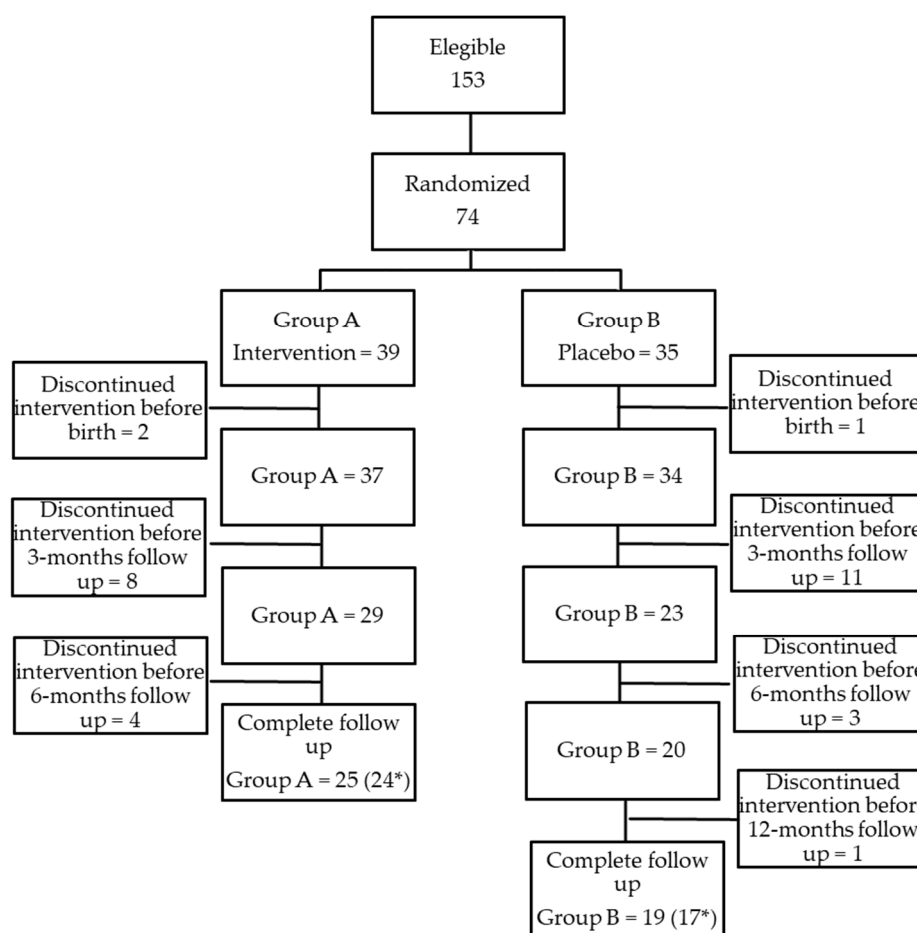 Elegible
153
Randomized
74
Group A
Intervention = 39
Group B
Placebo = 35
Discontinued
intervention before
birth = 2
Discontinued
intervention before
birth = 1
Group A = 37
Group B = 34
Discontinued
intervention before
3-months follow
up = 8
Discontinued
intervention before
3-months follow
up = 11
Group A = 29
Group B = 23
Discontinued
intervention before
6-months follow
up = 4
Discontinued
intervention before
6-months follow
up = 3
Complete follow
up
Group A = 25 (24*)
Group B = 20
Discontinued
intervention before
12-months follow
up = 1
Complete follow
up
Group B = 19 (17*)